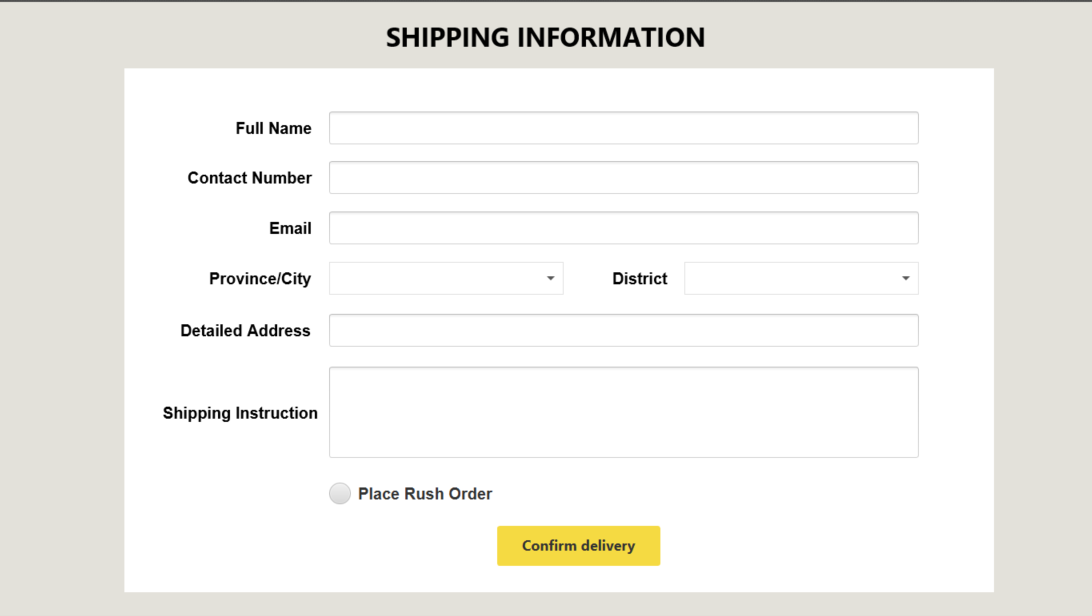 SHIPPING INFORMATION
Full Name
Contact Number
Email
Province/City District
Detailed Address
Shipping Instruction
Place Rush Order
Confirm delivery